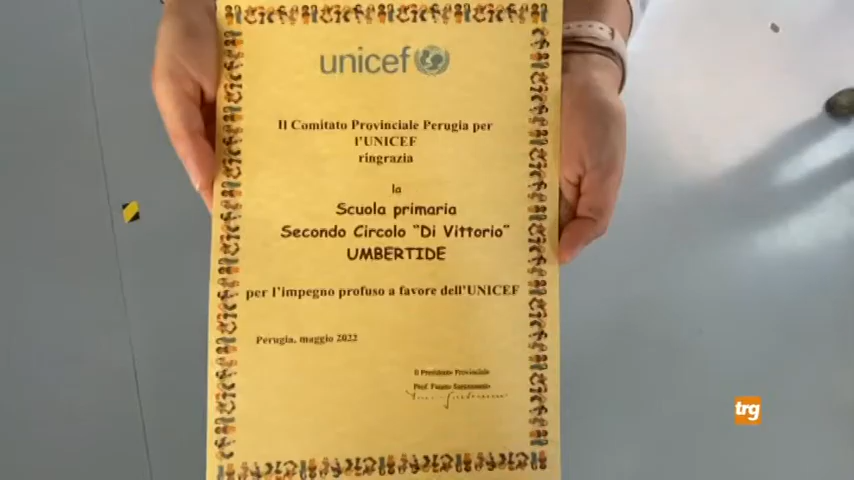 unicef
Il Comitato Provinciale Perugia per
l'UNICEF
ringrazia
la
Scuola primaria
Secondo Circolo "Di Vittorio"
UMBERTIDE
per l'impegno profuso a favore dell'UNICEF
Perugia, maggio 2022
Il Presidente Provinciale
Prof.
trg